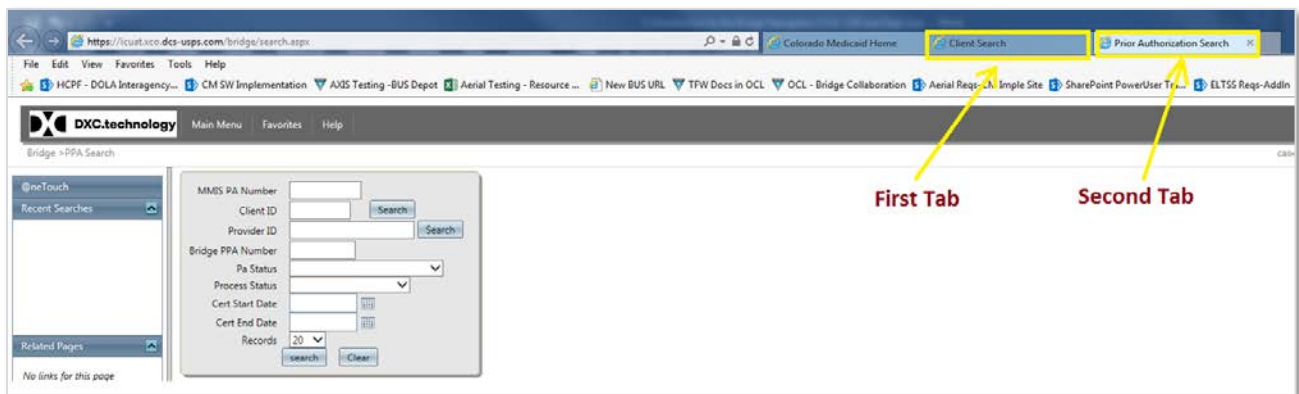 https://icuat.xco.dcs-usps.com/bridge/search.aspx
Colorado Medicaid Home
Client Search
Prior Authorization Search
File Edit View Favorites Tools Help
HCPF - DOLA Interagency... CM SW Implementation AXIS Testing -BUS Depot Aerial Testing - Resource ... New BUS URL TFW Docs in OCL OCL - Bridge Collaboration Aerial Reqs- Imple Site SharePoint PowerUser ELTSS Reqs-AddIn
DXC.technology Main Menu Favorites Help
Bridge >PPA Search
@neTouch
Recent Searches
Related Pages
No links for this page
MMIS PA Number
Client ID Search
Provider ID Search
Bridge PPA Number
Pa Status
Process Status
Cert Start Date
Cert End Date
Records 20
search Clear
First Tab
Second Tab